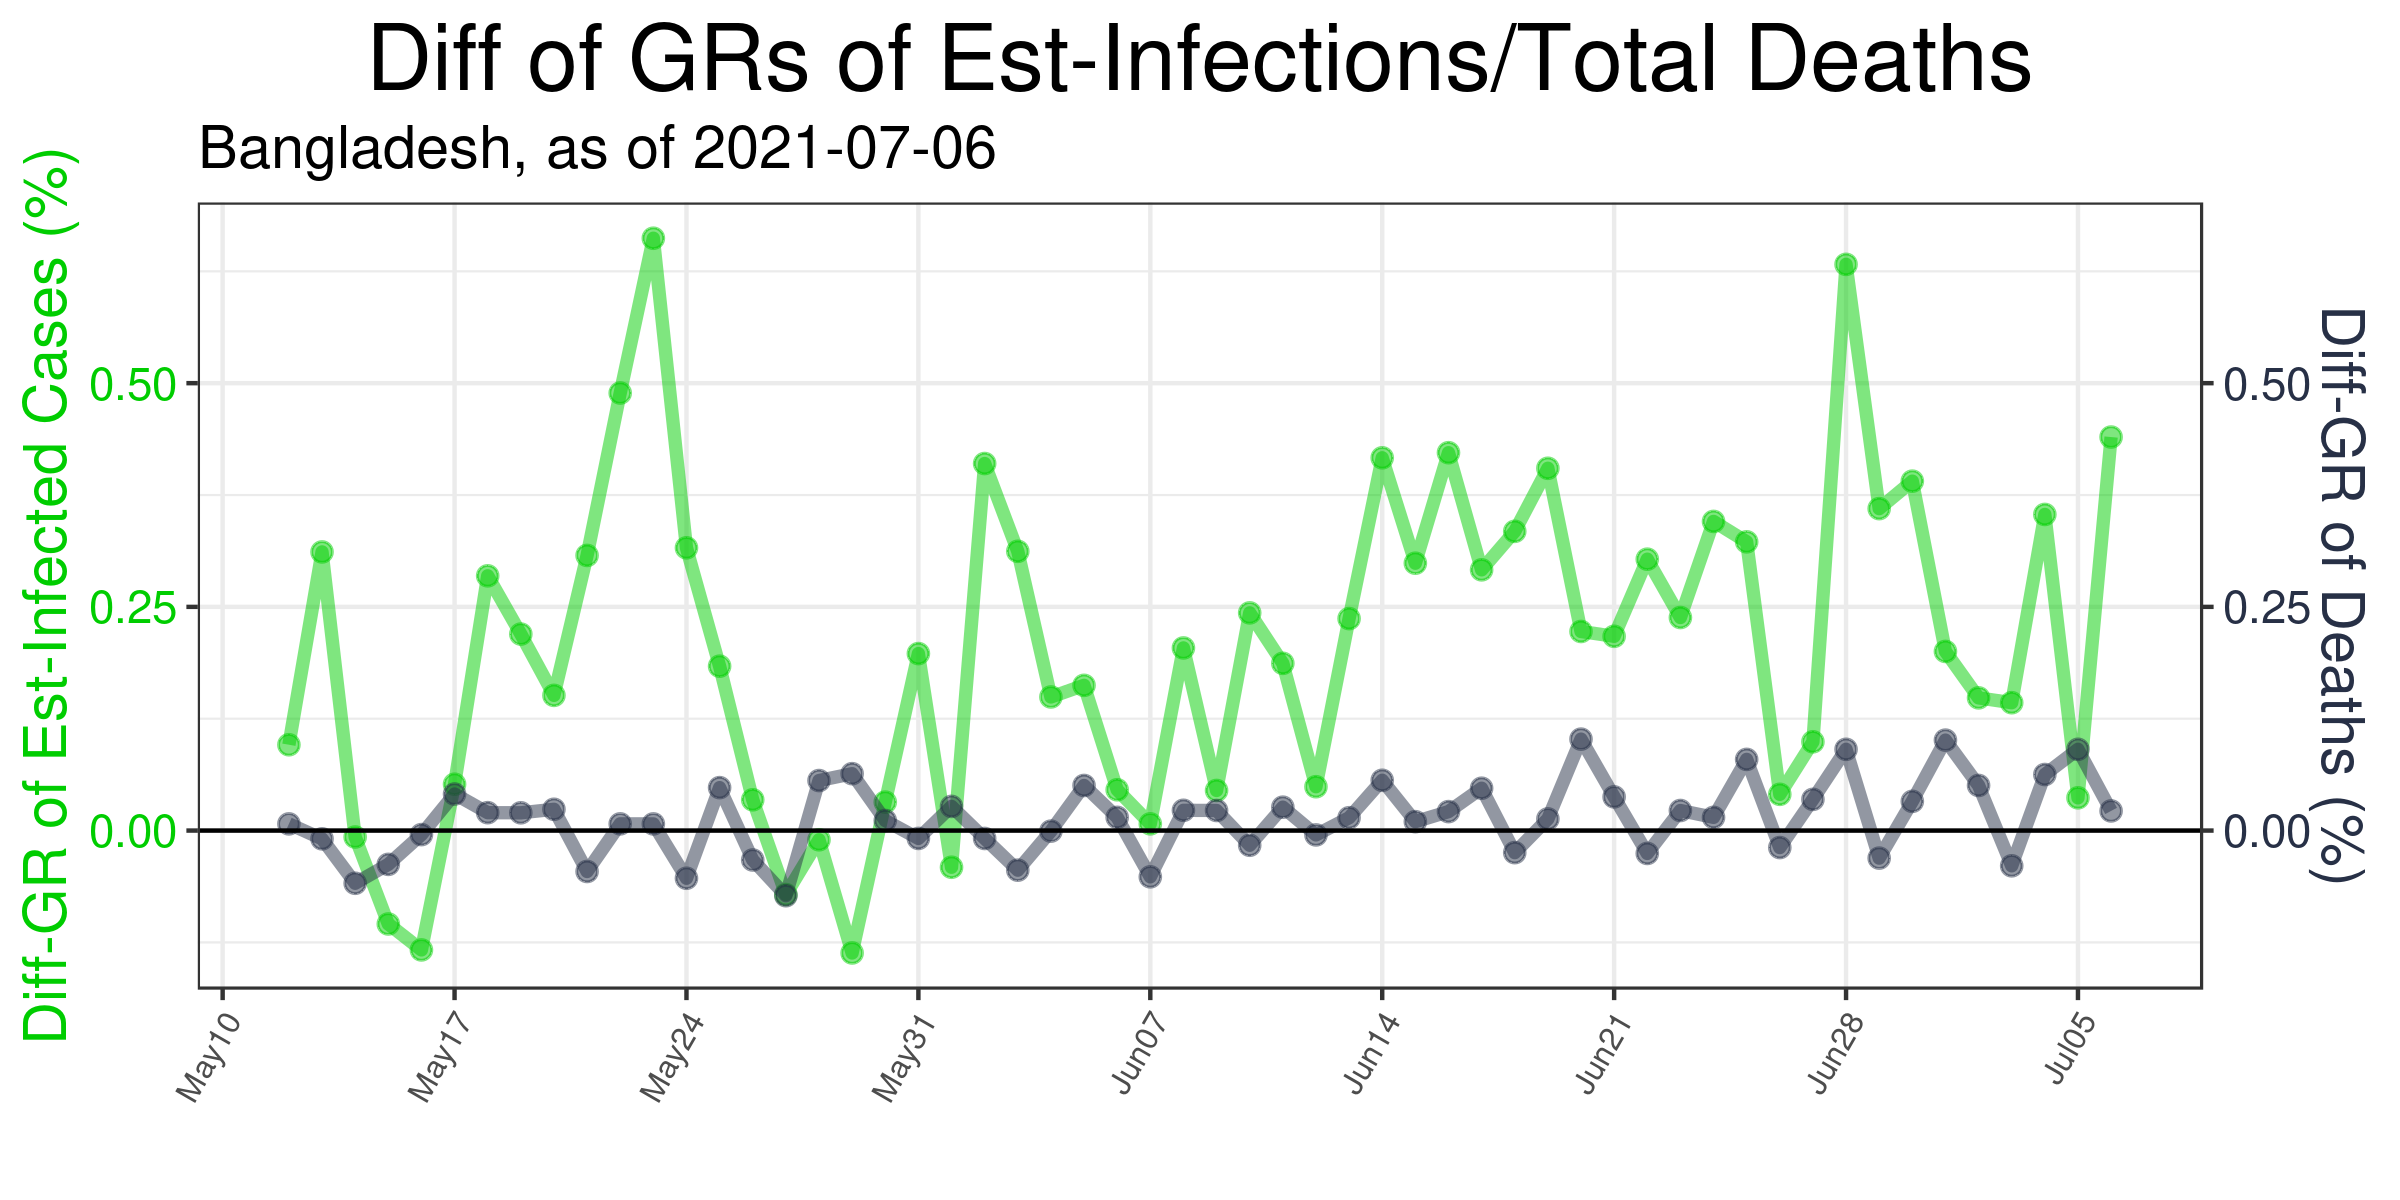 Diff of GRs of Est-Infections/Total Deaths
Bangladesh, as of 2021-07-06
Diff-GR of Est-Infected Cases (%)
0.50
0.25
0.00
0.50
0.25
0.00
Diff-GR of Deaths (%)
May10
May17
May24
May31
Jun07
Jun14
Jun21
Jun28
Jul05